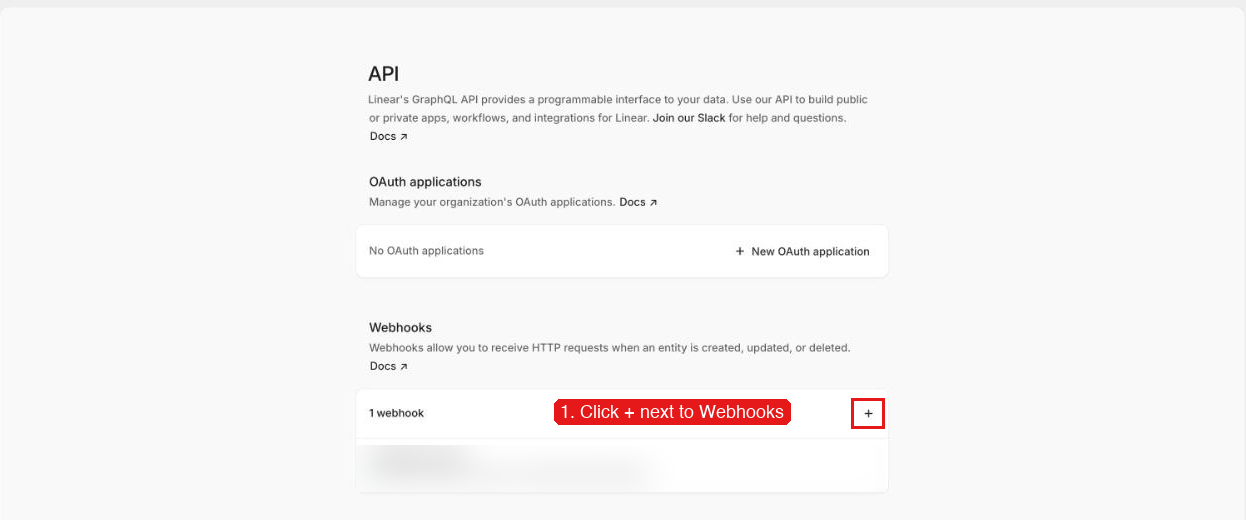 API
Linear's GraphQL API provides a programmable interface to your data. Use our API to build public
or private apps, workflows, and integrations for Linear. Join our Slack for help and questions.
Docs ↗
OAuth applications
Manage your organization's OAuth applications. Docs ↗
No OAuth applications + New OAuth application
Webhooks
Webhooks allow you to receive HTTP requests when an entity is created, updated, or deleted.
Docs ↗
1 webhook 1. Click + next to Webhooks +